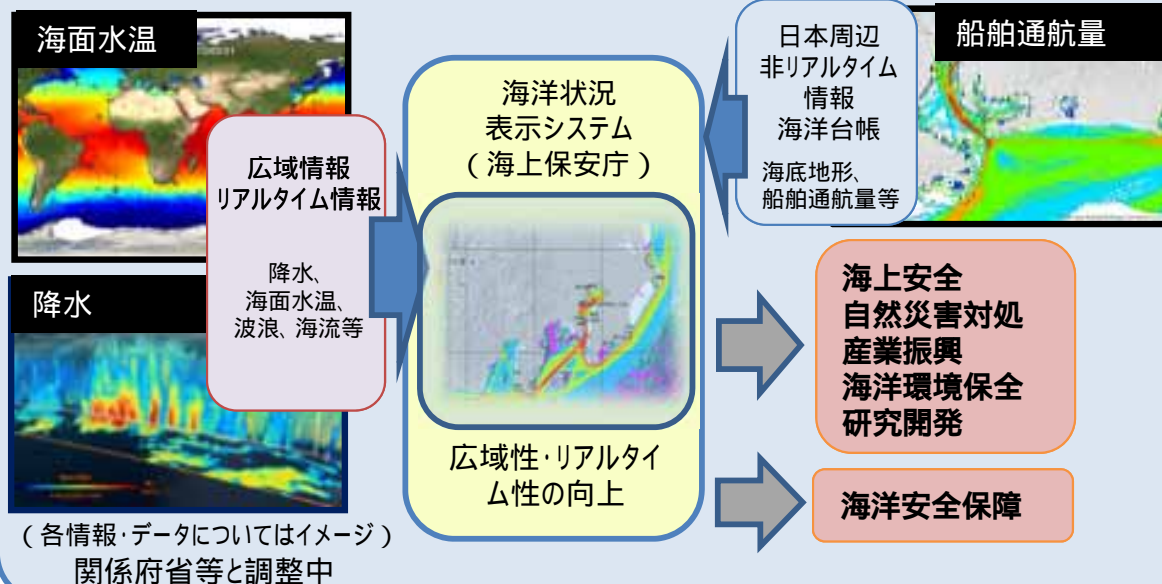 海面水温
広域情報
リアルタイム情報
降水、
海面水温、
波浪、海流等
降水
(各情報・データについてはイメージ)
関係府省等と調整中
海洋状況
表示システム
(海上保安庁)
広域性・リアルタイ
ム性の向上
日本周辺
非リアルタイム
情報
海洋台帳
海底地形、
船舶通航量等
船舶通航量
海上安全
自然災害対処
産業振興
海洋環境保全
研究開発
海洋安全保障